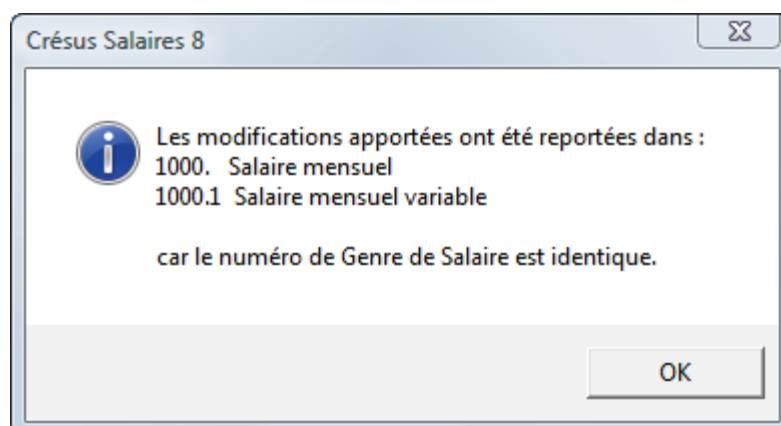 Crésus Salaires 8
Les modifications apportées ont été reportées dans :
1000. Salaire mensuel
1000.1 Salaire mensuel variable
car le numéro de Genre de Salaire est identique.
OK